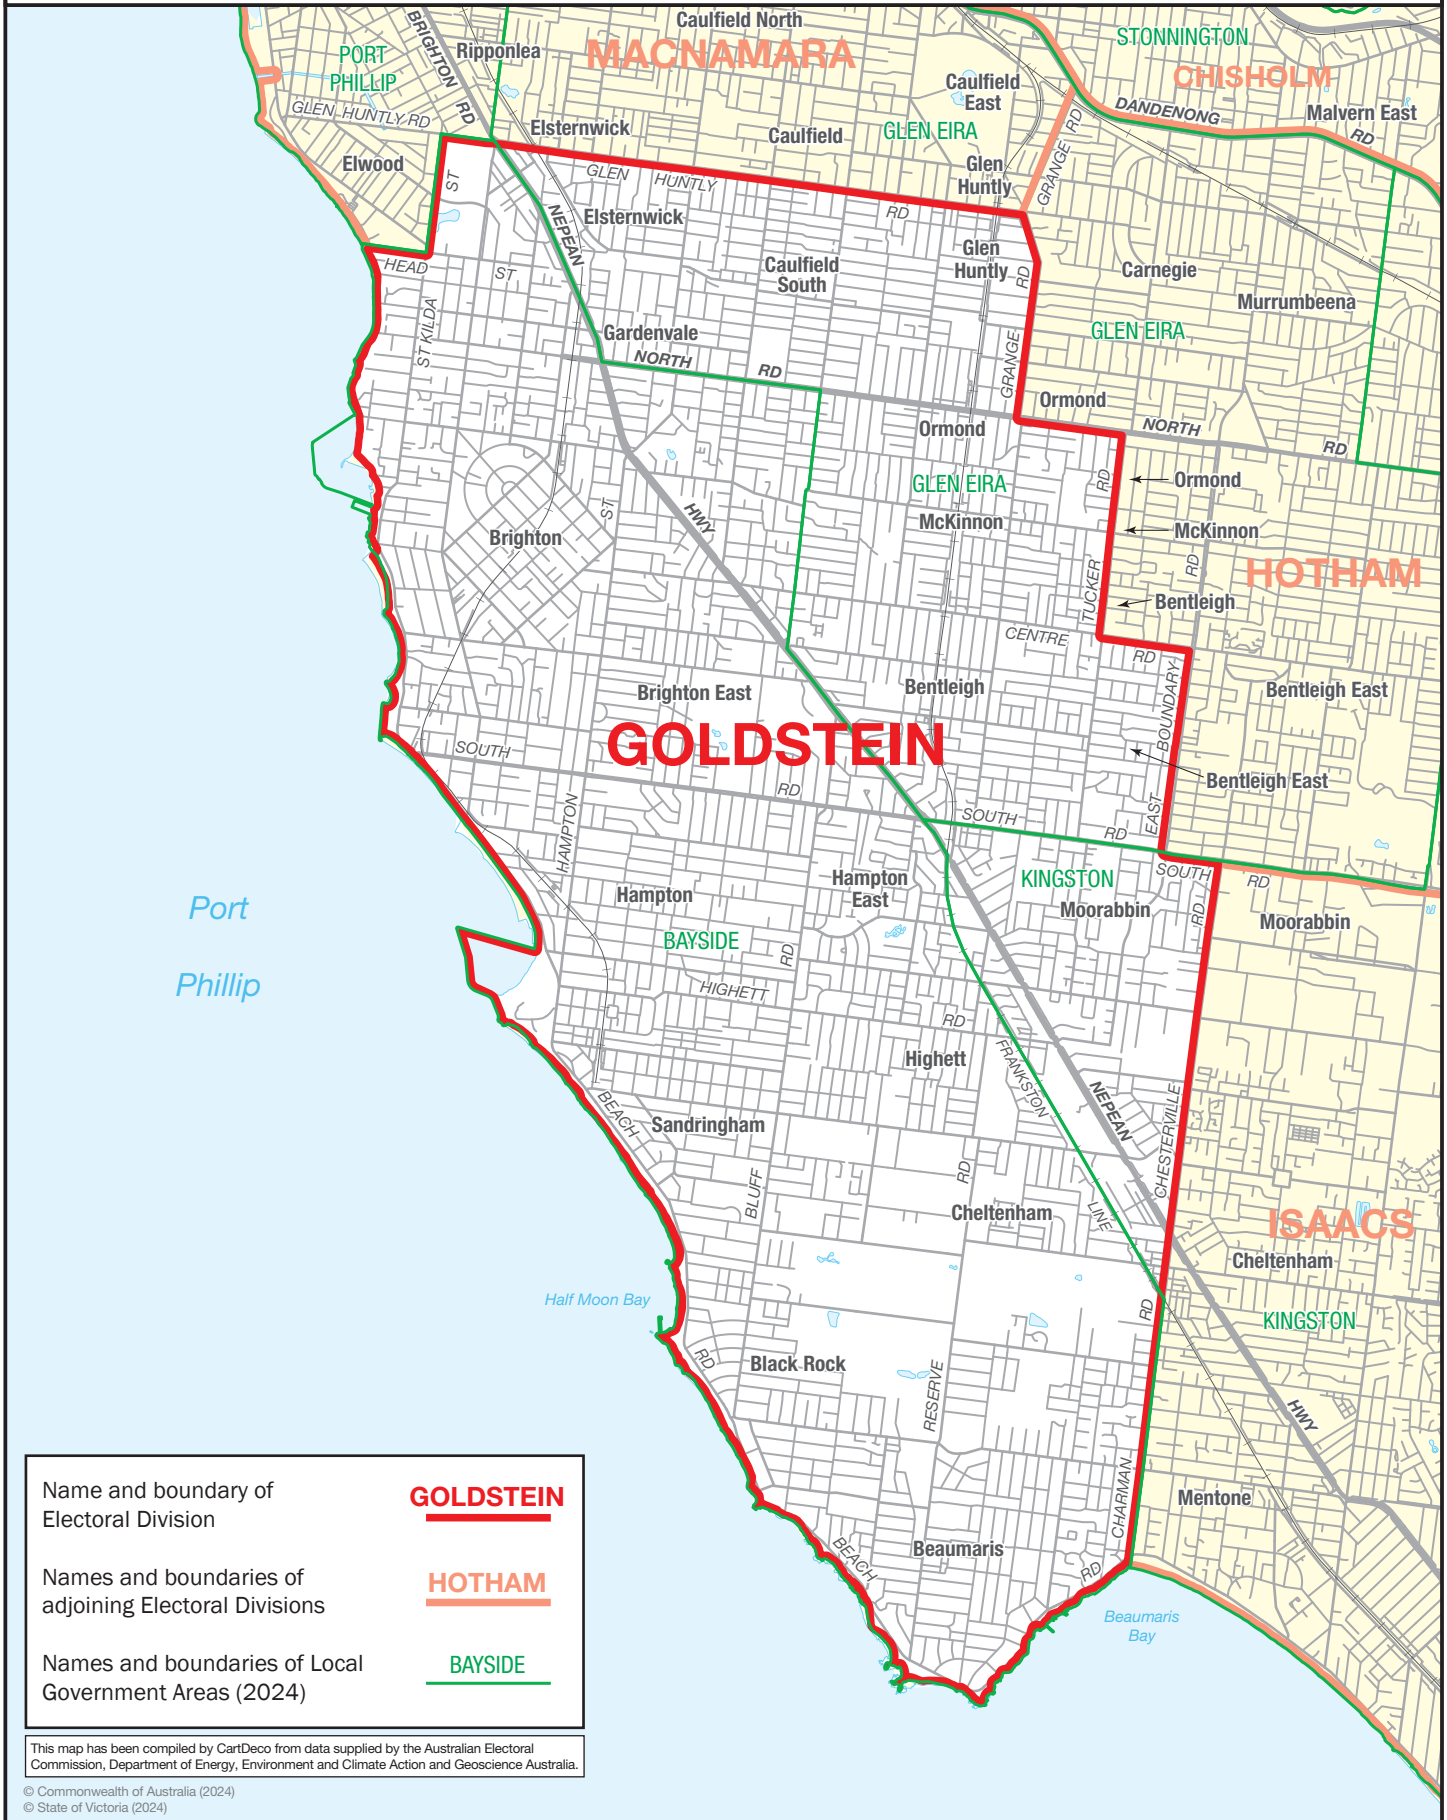 Caulfield North
BRIGHTON RD
Ripponlea
MACNAMARA
STONNINGTON
PORT
PHILLIP
CHISHOLM
Caulfield
East
GLEN HUNTLY RD
DANDENONG
RD
Malvern East
Elsternwick
Caulfield
GLEN EIRA
GRANGE RD
Elwood
Glen
Huntly
ST
GLEN HUNTLY
RD
NEPEAN
Elsternwick
Glen
Huntly
RD
HEAD
ST
Caulfield
South
Carnegie
Murrumbeena
ST KILDA
Gardenvale
GLEN EIRA
NORTH
RD
GRANGE
Ormond
Ormond
NORTH
RD
RD
Ormond
GLEN EIRA
ST
HWY
McKinnon
McKinnon
Brighton
RD
HOTHAM
TUCKER
Bentleigh
CENTRE
RD
Brighton East
Bentleigh
BOUNDARY
Bentleigh East
GOLDSTEIN
SOUTH
Bentleigh East
RD
HAMPTON
SOUTH
RD
EAST
Hampton
Hampton
East
KINGSTON
SOUTH
RD
Moorabbin
RD
Moorabbin
Port
Phillip
BAYSIDE
RD
HIGHETT
RD
Highett
FRANKSTON
NEPEAN
BEACH
Sandringham
CHESTERVILLE
BLUFF
RD
Cheltenham
LINE
ISAACS
Cheltenham
Half Moon Bay
RD
KINGSTON
RD
Black Rock
RESERVE
HWY
CHARMAN
Mentone
BEACH
Beaumaris
RD
Beaumaris
Bay
Name and boundary of
Electoral Division
GOLDSTEIN
Names and boundaries of
adjoining Electoral Divisions
HOTHAM
Names and boundaries of Local
Government Areas (2024)
BAYSIDE
This map has been compiled by CartDeco from data supplied by the Australian Electoral
Commission, Department of Energy, Environment and Climate Action and Geoscience Australia.
© Commonwealth of Australia (2024)
© State of Victoria (2024)